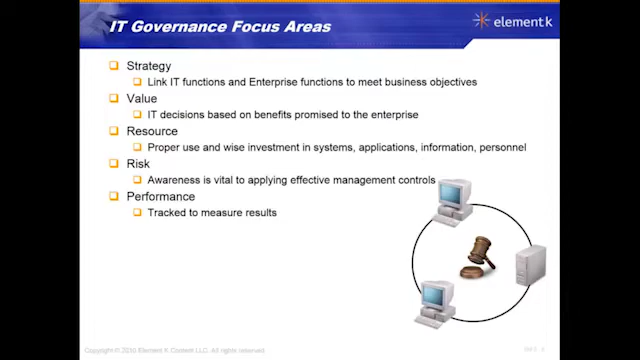 IT Governance Focus Areas
element k
Strategy
Link IT functions and Enterprise functions to meet business objectives
Value
IT decisions based on benefits promised to the enterprise
Resource
Proper use and wise investment in systems, applications, information, personnel
Risk
Awareness is vital to applying effective management controls
Performance
Tracked to measure results
Copyright © 2010 Element K Content LLC. All rights reserved.